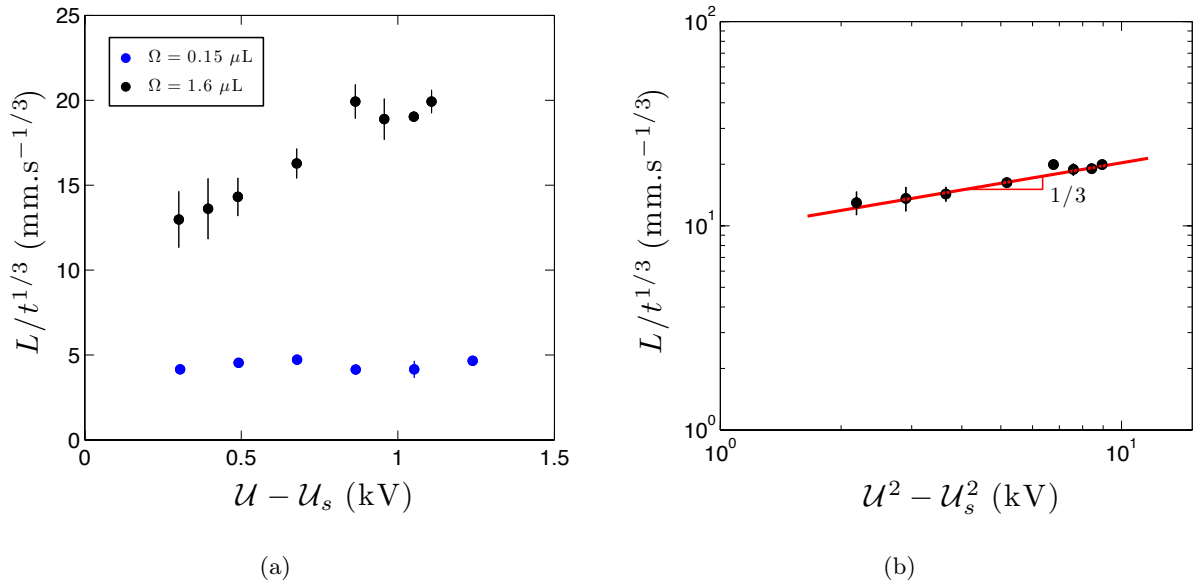 25
20
15
10
5
0
0 0.5 1 1.5
L/t^{1/3} (mm.s^{−1/3})
𝒰 − 𝒰_s (kV)
Ω = 0.15 μL
Ω = 1.6 μL
(a)
10^2
10^1
10^0
10^0 10^1
L/t^{1/3} (mm.s^{−1/3})
𝒰^2 − 𝒰_s^2 (kV)
1/3
(b)